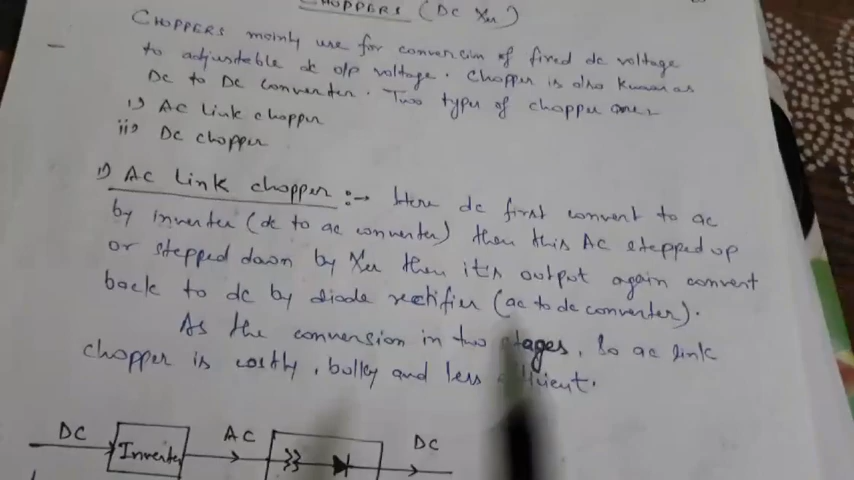 CHOPPERS (DC Xer)
CHOPPERS mainly use for conversion of fixed dc voltage
to adjustable dc o/p voltage. Chopper is also known as
DC to DC converter. Two types of chopper are
i) AC Link chopper
ii) DC chopper
i) AC Link chopper :→ Here dc first convert to ac
by inverter (dc to ac converter) then this AC stepped up
or stepped down by Xer then it's output again convert
back to dc by diode rectifier (ac to dc converter).
As the conversion in two stages, So ac link
chopper is costly, bulky and less efficient.
DC Inverter AC DC